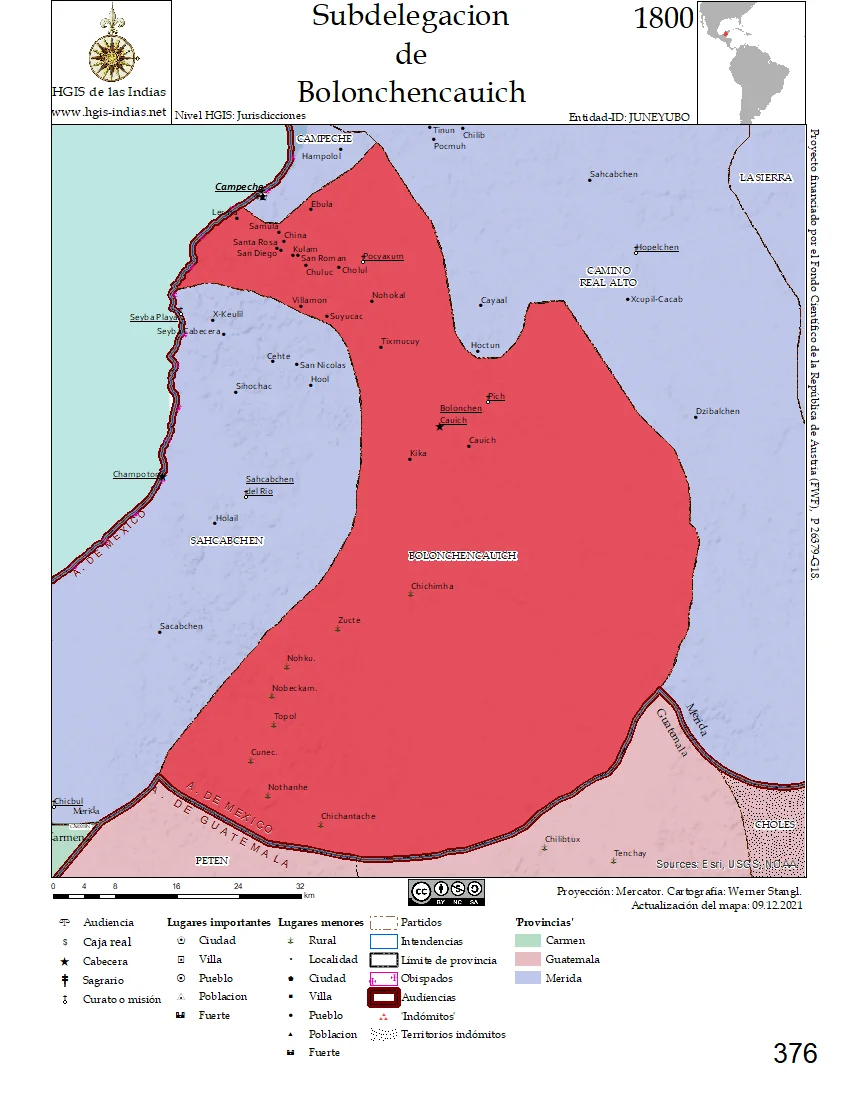 Subdelegacion
de
Bolonchencauich
1800
HGIS de las Indias
www.hgis-indias.net
Nivel HGIS: Jurisdicciones
Entidad-ID: JUNEYUBO
CAMPECHE
Hampolol
Tinun
Chilib
Pocmuh
Sahcabchen
LA SIERRA
Campeche
Lerma
Ebula
Samula
China
Santa Rosa
San Diego
Kulam
San Roman
Pocyaxum
Chuluc
Cholul
Hopelchen
CAMINO
REAL ALTO
Xcupil-Cacab
Villamon
Nohokal
Cayaal
Suyucac
Seyba Playa
X-Keulil
Seyba Cabecera
Tixmucuy
Hoctun
Cehte
San Nicolas
Hool
Sihochac
Pich
Bolonchen
Cauich
Dzibalchen
Cauich
Kika
Champoton
Sahcabchen
del Rio
Holail
SAHCABCHEN
A. DE MEXICO
BOLONCHENCAUICH
Chichimha
Zucte
Sacabchen
Nohku.
Nobeckam.
Topol
Cunec.
Nothanhe
Chichantache
Merida
Guatemala
Chicbul
Merida
armen
A. DE MEXICO
A. DE GUATEMALA
PETEN
Chilibtux
Tenchay
CHOLES
Sources: Esri, USGS, NOAA
Proyecto financiado por el Fondo Científico de la República de Austria (FWF), P 26379-G18.
0 4 8 16 24 32
km
CC
BY NC SA
Proyección: Mercator. Cartografía: Werner Stangl.
Actualización del mapa: 09.12.2021
Audiencia
Caja real
Cabecera
Sagrario
Curato o misión
Lugares importantes
Ciudad
Villa
Pueblo
Poblacion
Fuerte
Lugares menores
Rural
Localidad
Ciudad
Villa
Pueblo
Poblacion
Fuerte
Partidos
Intendencias
Límite de provincia
Obispados
Audiencias
'Indómitos'
Territorios indómitos
'Provincias'
Carmen
Guatemala
Merida
376